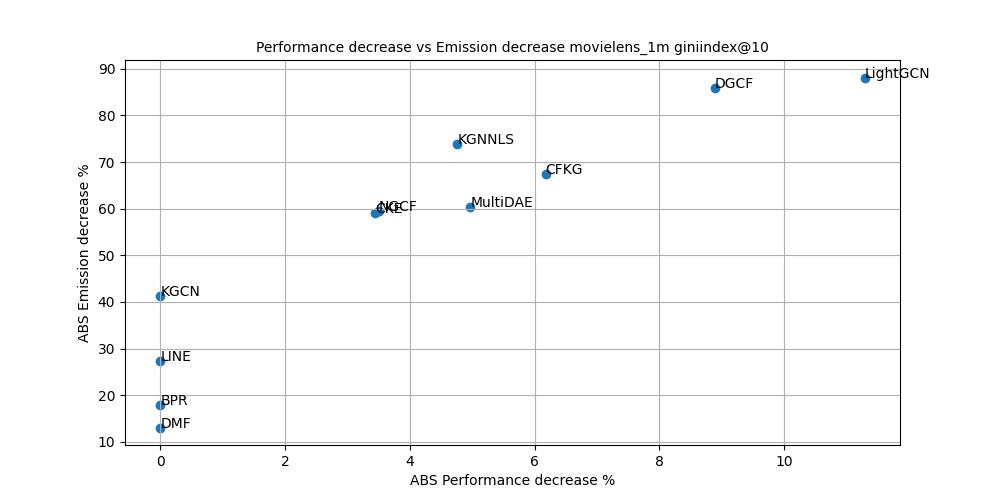 Performance decrease vs Emission decrease movielens_1m giniindex@10
ABS Emission decrease %
90
80
70
60
50
40
30
20
10
LightGCN
DGCF
KGNNLS
CFKG
MultiDAE
NGCF
CKE
KGCN
LINE
BPR
DMF
0 2 4 6 8 10
ABS Performance decrease %